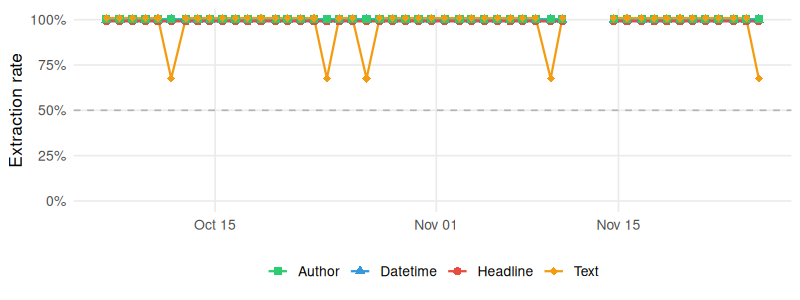 100%
75%
50%
25%
0%
Extraction rate
Oct 15 Nov 01 Nov 15
Author Datetime Headline Text